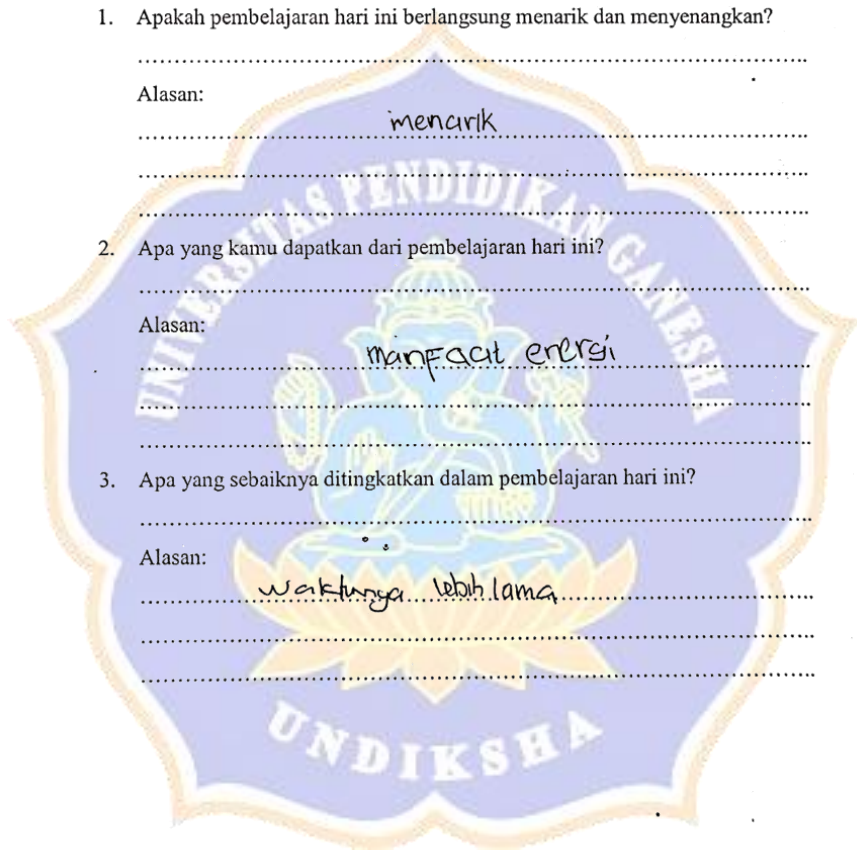 1. Apakah pembelajaran hari ini berlangsung menarik dan menyenangkan?
Alasan:
menarik
2. Apa yang kamu dapatkan dari pembelajaran hari ini?
Alasan:
manfaat energi
3. Apa yang sebaiknya ditingkatkan dalam pembelajaran hari ini?
Alasan:
waktunya lebih lama
UNIVERSITAS PENDIDIKAN GANESHA
UNDIKSHA